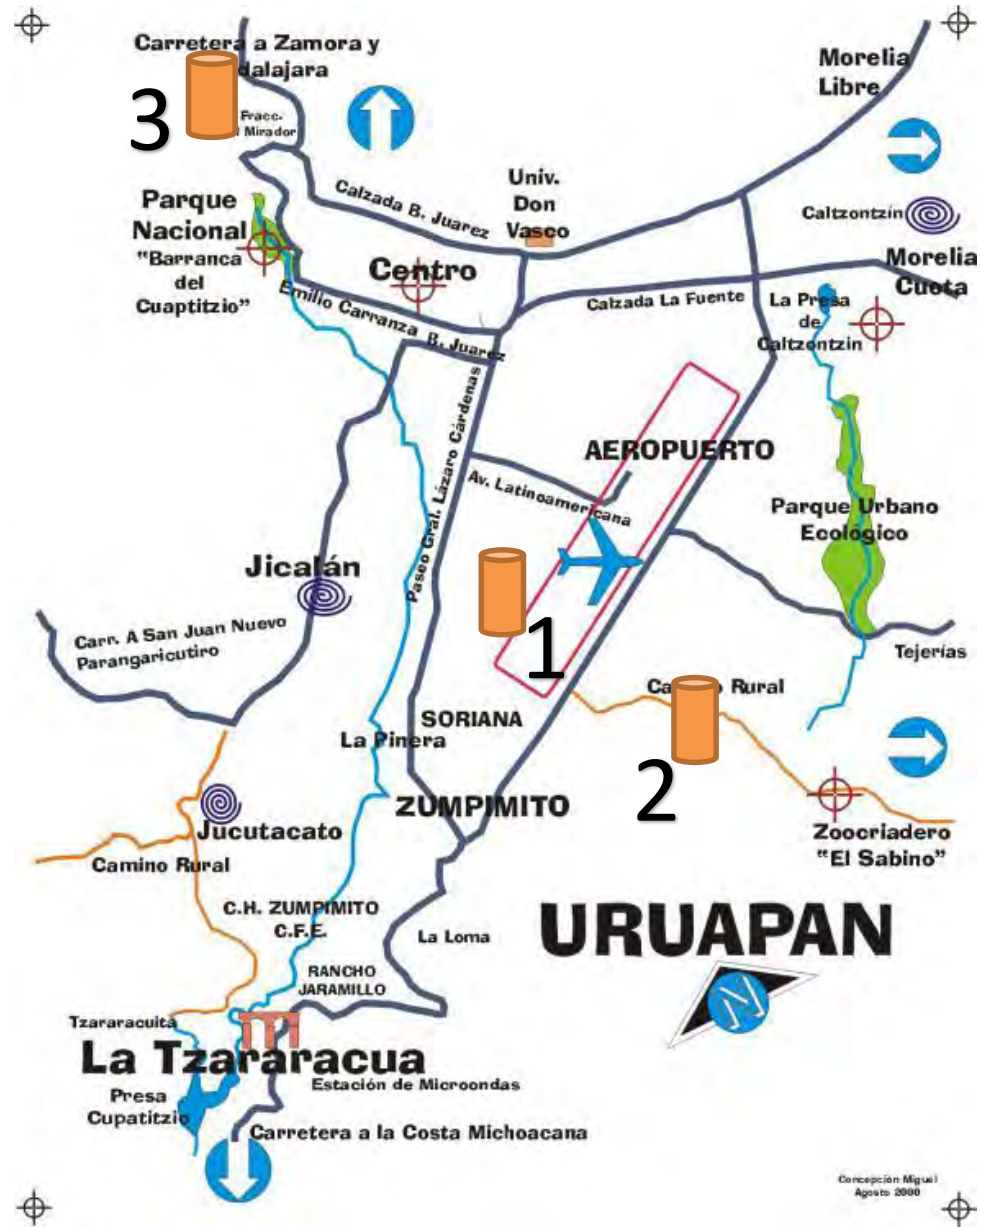 Carretera a Zamora y
dalajara
3
Fracc.
Mirador
Morelia
Libre
Parque
Nacional
"Barranca
del
Cuaptitzio"
Calzada B. Juarez
Univ.
Don
Vasco
Caltzontzín
Morelia
Cuota
Centro
Emilio Carranza
B. Juarez
Calzada La Fuente
La Presa
de
Caltzontzin
Paseo Gral. Lázaro Cárdenas
AEROPUERTO
Av. Latinoamericana
Parque Urbano
Ecológico
Jicalán
Carr. A San Juan Nuevo
Parangaricutiro
1
Tejerías
Rural
SORIANA
La Pinera
2
ZUMPIMITO
Jucutacato
Camino Rural
Zoocriadero
"El Sabino"
C.H. ZUMPIMITO
C.F.E.
La Loma
URUAPAN
N
RANCHO
JARAMILLO
Tzararacuita
La Tzararacua
Estación de Microondas
Presa
Cupatitzio
Carretera a la Costa Michoacana
Concepción Miguel
Agosto 2000